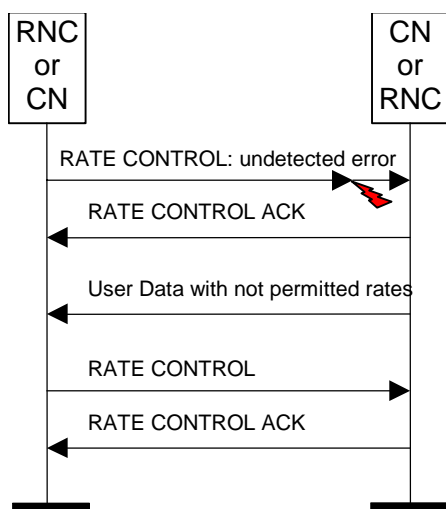 RNC
or
CN
CN
or
RNC
RATE CONTROL: undetected error
RATE CONTROL ACK
User Data with not permitted rates
RATE CONTROL
RATE CONTROL ACK